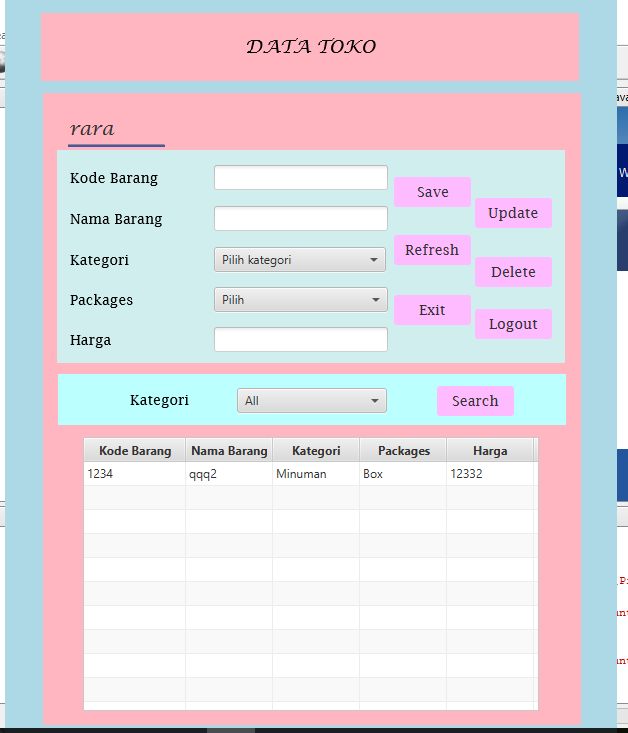 DATA TOKO
rara
Kode Barang
Save
Nama Barang
Update
Kategori
Pilih kategori
Refresh
Delete
Packages
Pilih
Exit
Harga
Logout
Kategori
All
Search
Kode Barang Nama Barang Kategori Packages Harga
1234 qqq2 Minuman Box 12332